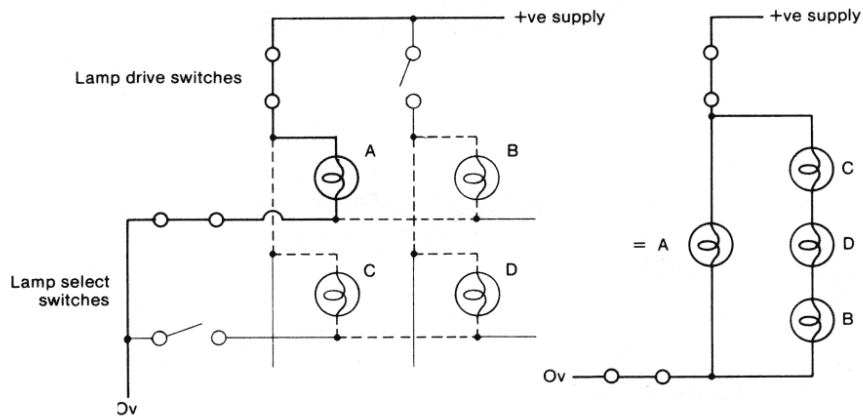 +ve supply
Lamp drive switches
A
B
Lamp select
switches
C
D
Ov
+ve supply
C
= A
D
B
Ov